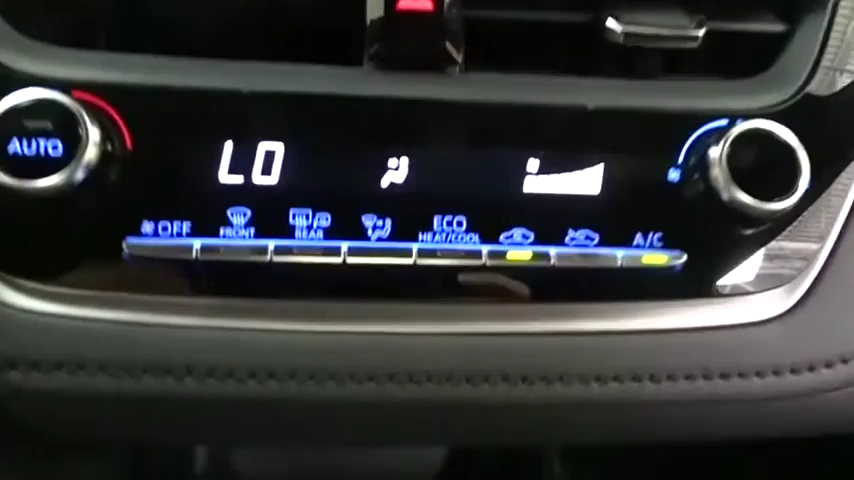 AUTO
LO
OFF
FRONT
REAR
ECO
HEAT/COOL
A/C